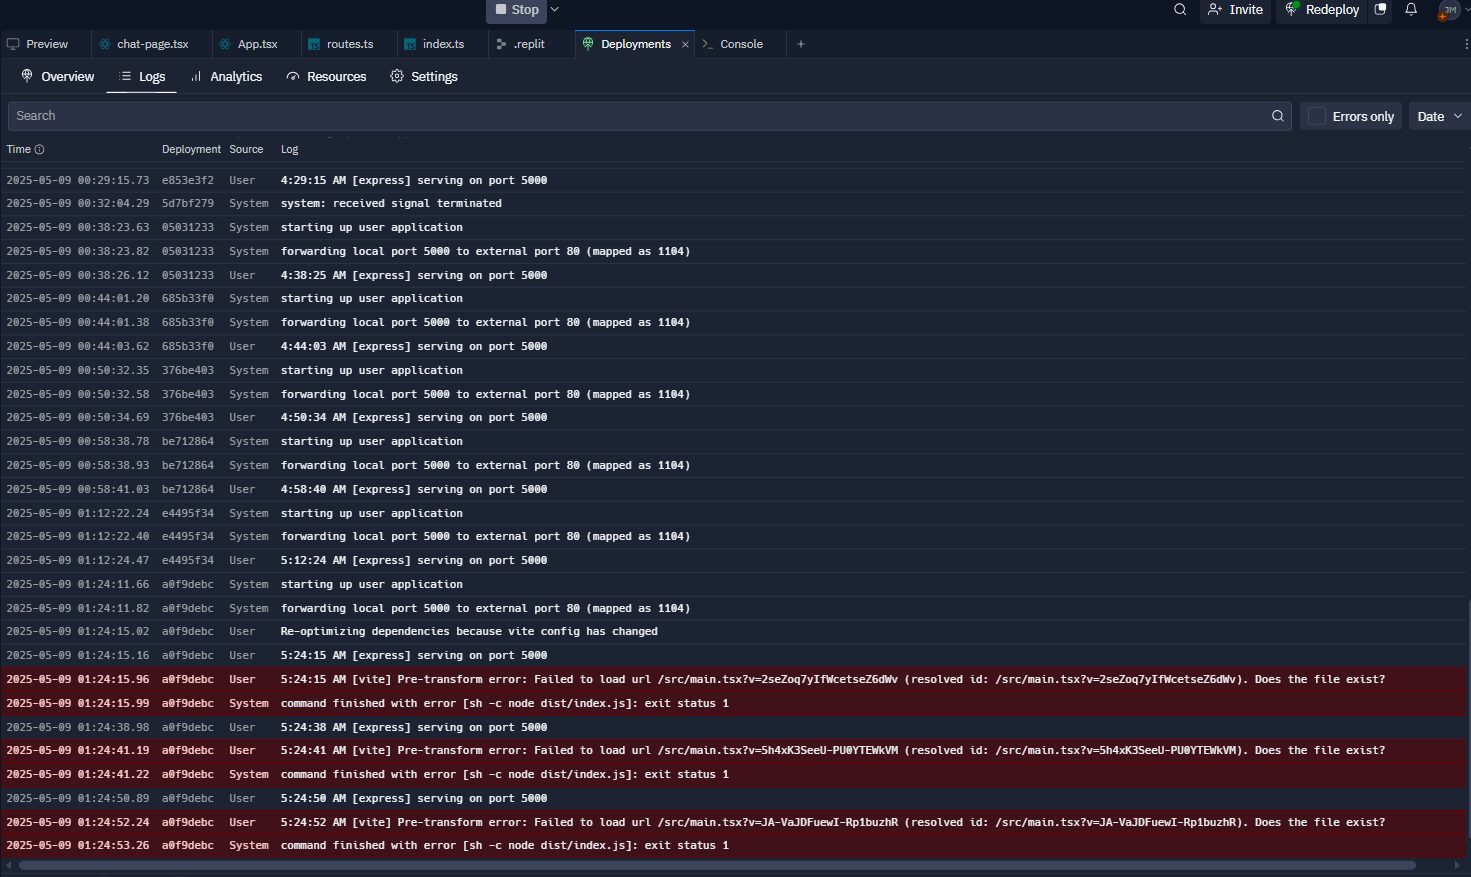 Stop
Invite
Redeploy
JM
Preview
chat-page.tsx
App.tsx
TS routes.ts
TS index.ts
.replit
Deployments
Console
Overview
Logs
Analytics
Resources
Settings
Search
Errors only
Date
Time Deployment Source Log
2025-05-09 00:29:15.73 e853e3f2 User 4:29:15 AM [express] serving on port 5000
2025-05-09 00:32:04.29 5d7bf279 System system: received signal terminated
2025-05-09 00:38:23.63 05031233 System starting up user application
2025-05-09 00:38:23.82 05031233 System forwarding local port 5000 to external port 80 (mapped as 1104)
2025-05-09 00:38:26.12 05031233 User 4:38:25 AM [express] serving on port 5000
2025-05-09 00:44:01.20 685b33f0 System starting up user application
2025-05-09 00:44:01.38 685b33f0 System forwarding local port 5000 to external port 80 (mapped as 1104)
2025-05-09 00:44:03.62 685b33f0 User 4:44:03 AM [express] serving on port 5000
2025-05-09 00:50:32.35 376be403 System starting up user application
2025-05-09 00:50:32.58 376be403 System forwarding local port 5000 to external port 80 (mapped as 1104)
2025-05-09 00:50:34.69 376be403 User 4:50:34 AM [express] serving on port 5000
2025-05-09 00:58:38.78 be712864 System starting up user application
2025-05-09 00:58:38.93 be712864 System forwarding local port 5000 to external port 80 (mapped as 1104)
2025-05-09 00:58:41.03 be712864 User 4:58:40 AM [express] serving on port 5000
2025-05-09 01:12:22.24 e4495f34 System starting up user application
2025-05-09 01:12:22.40 e4495f34 System forwarding local port 5000 to external port 80 (mapped as 1104)
2025-05-09 01:12:24.47 e4495f34 User 5:12:24 AM [express] serving on port 5000
2025-05-09 01:24:11.66 a0f9debc System starting up user application
2025-05-09 01:24:11.82 a0f9debc System forwarding local port 5000 to external port 80 (mapped as 1104)
2025-05-09 01:24:15.02 a0f9debc User Re-optimizing dependencies because vite config has changed
2025-05-09 01:24:15.16 a0f9debc User 5:24:15 AM [express] serving on port 5000
2025-05-09 01:24:15.96 a0f9debc User 5:24:15 AM [vite] Pre-transform error: Failed to load url /src/main.tsx?v=2seZoq7yIfWcetseZ6dWv (resolved id: /src/main.tsx?v=2seZoq7yIfWcetseZ6dWv). Does the file exist?
2025-05-09 01:24:15.99 a0f9debc System command finished with error [sh -c node dist/index.js]: exit status 1
2025-05-09 01:24:38.98 a0f9debc User 5:24:38 AM [express] serving on port 5000
2025-05-09 01:24:41.19 a0f9debc User 5:24:41 AM [vite] Pre-transform error: Failed to load url /src/main.tsx?v=5h4xK3SeeU-PU0YTEWkVM (resolved id: /src/main.tsx?v=5h4xK3SeeU-PU0YTEWkVM). Does the file exist?
2025-05-09 01:24:41.22 a0f9debc System command finished with error [sh -c node dist/index.js]: exit status 1
2025-05-09 01:24:50.89 a0f9debc User 5:24:50 AM [express] serving on port 5000
2025-05-09 01:24:52.24 a0f9debc User 5:24:52 AM [vite] Pre-transform error: Failed to load url /src/main.tsx?v=JA-VaJDFuewI-Rp1buzhR (resolved id: /src/main.tsx?v=JA-VaJDFuewI-Rp1buzhR). Does the file exist?
2025-05-09 01:24:53.26 a0f9debc System command finished with error [sh -c node dist/index.js]: exit status 1